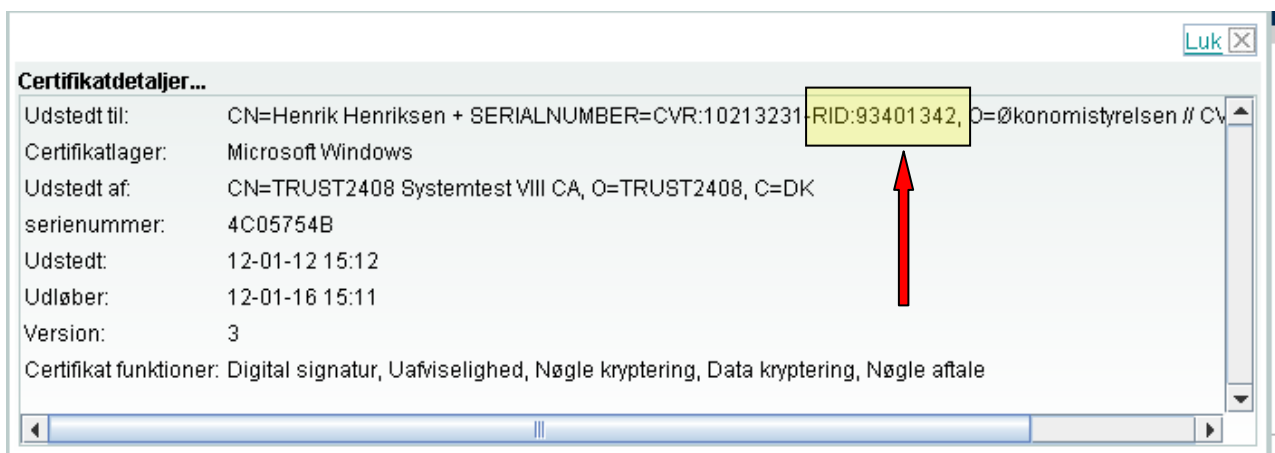 Luk
Certifikatdetaljer...
Udstedt til: CN=Henrik Henriksen + SERIALNUMBER=CVR:10213231-RID:93401342, O=Økonomistyrelsen // CV
Certifikatlager: Microsoft Windows
Udstedt af: CN=TRUST2408 Systemtest VIII CA, O=TRUST2408, C=DK
serienummer: 4C05754B
Udstedt: 12-01-12 15:12
Udløber: 12-01-16 15:11
Version: 3
Certifikat funktioner: Digital signatur, Uafviselighed, Nøgle kryptering, Data kryptering, Nøgle aftale